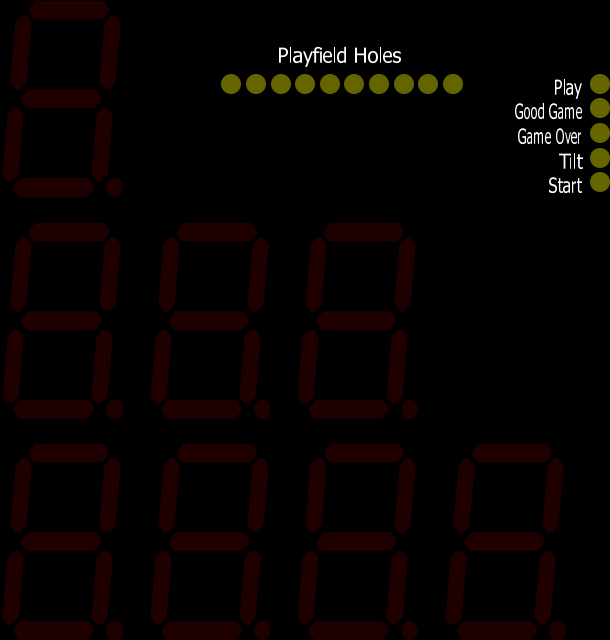 Playfield Holes
Play
Good Game
Game Over
Tilt
Start